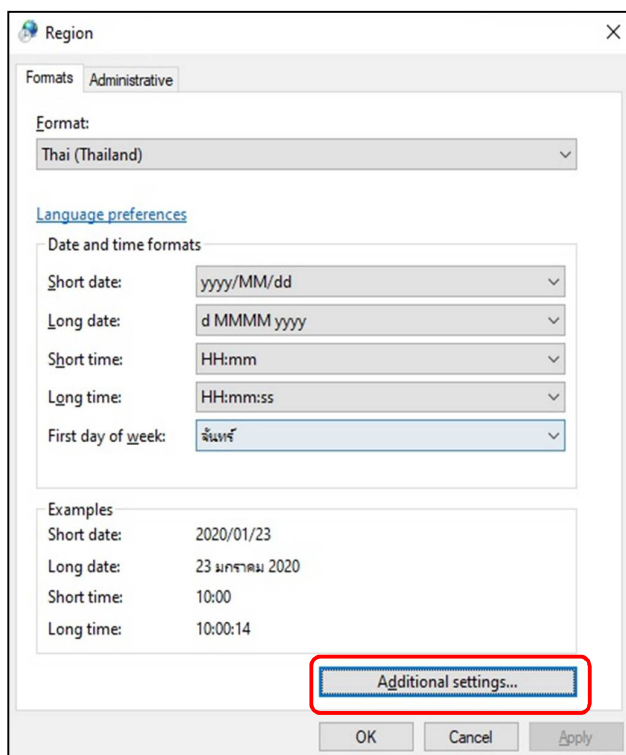 Region
Formats Administrative
Format:
Thai (Thailand)
Language preferences
Date and time formats
Short date: yyyy/MM/dd
Long date: d MMMM yyyy
Short time: HH:mm
Long time: HH:mm:ss
First day of week: จันทร์
Examples
Short date: 2020/01/23
Long date: 23 มกราคม 2020
Short time: 10:00
Long time: 10:00:14
Additional settings...
OK Cancel Apply